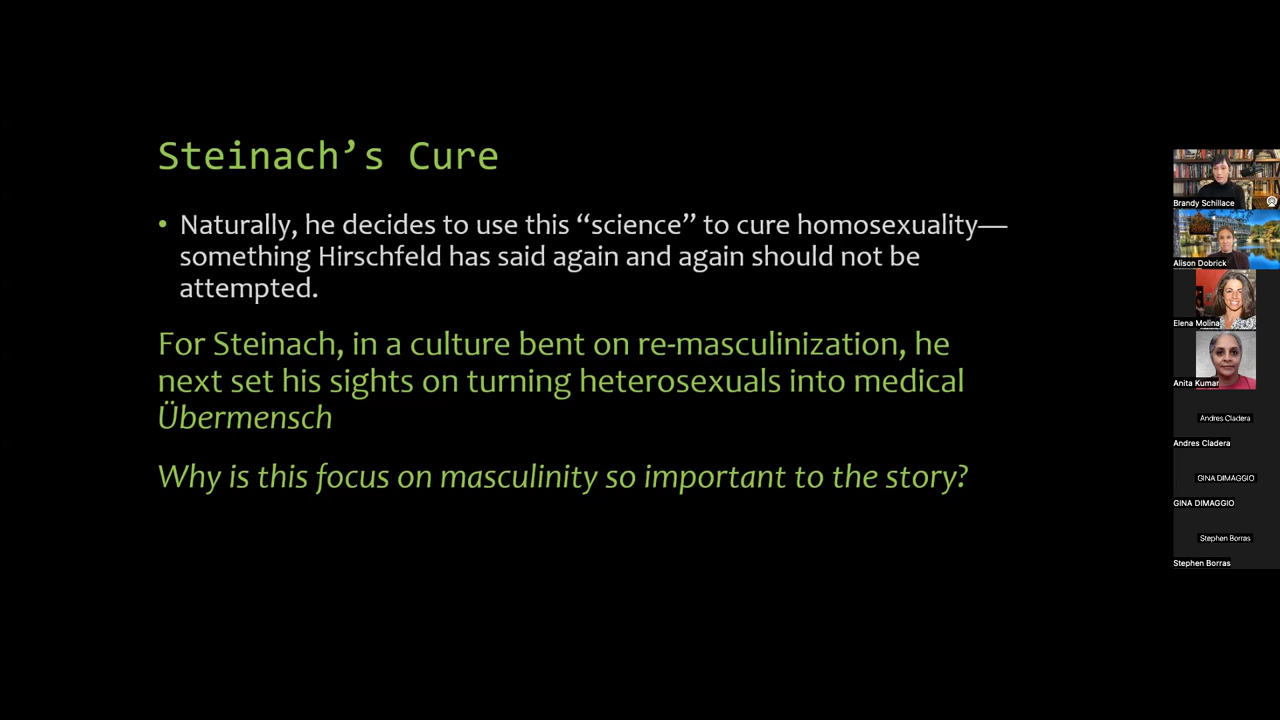 Steinach’s Cure
• Naturally, he decides to use this “science” to cure homosexuality—
something Hirschfeld has said again and again should not be
attempted.
For Steinach, in a culture bent on re-masculinization, he
next set his sights on turning heterosexuals into medical
Übermensch
Why is this focus on masculinity so important to the story?
Brandy Schillace
Alison Dobrick
Elena Molina
Anita Kumar
Andres Cladera
Andres Cladera
GINA DIMAGGIO
GINA DIMAGGIO
Stephen Borras
Stephen Borras